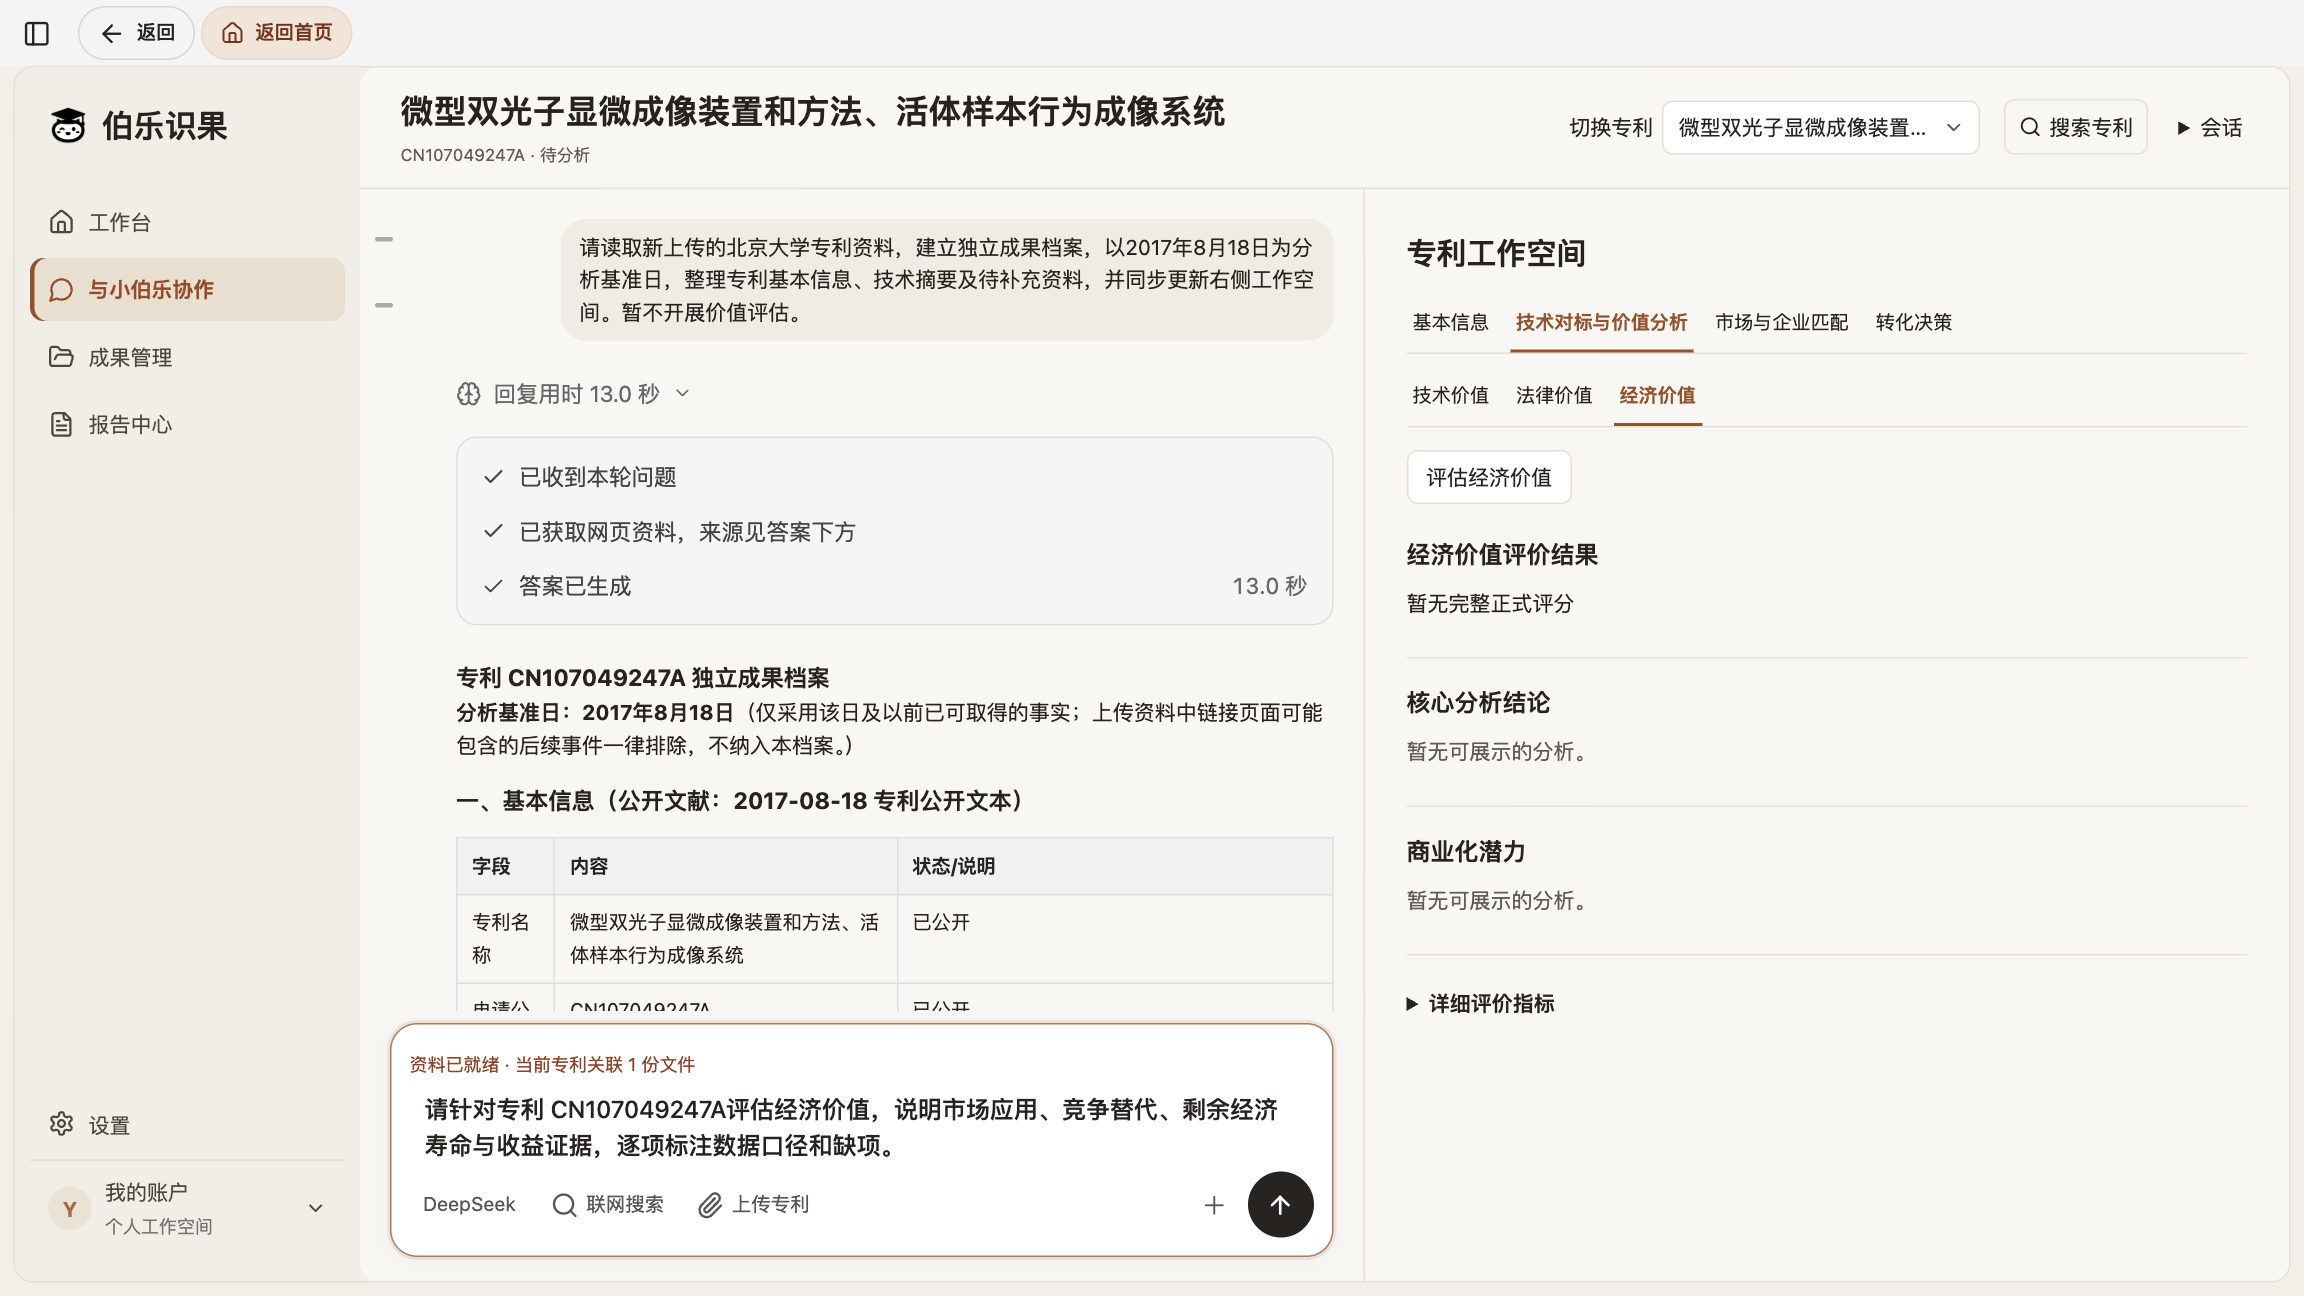 返回
返回首页
伯乐识果
工作台
与小伯乐协作
成果管理
报告中心
设置
Y
我的账户
个人工作空间
微型双光子显微成像装置和方法、活体样本行为成像系统
CN107049247A · 待分析
切换专利
微型双光子显微成像装置...
搜索专利
会话
请读取新上传的北京大学专利资料，建立独立成果档案，以2017年8月18日为分
析基准日，整理专利基本信息、技术摘要及待补充资料，并同步更新右侧工作空
间。暂不开展价值评估。
回复用时 13.0 秒
已收到本轮问题
已获取网页资料，来源见答案下方
答案已生成
13.0 秒
专利 CN107049247A 独立成果档案
分析基准日：2017年8月18日（仅采用该日及以前已可取得的事实；上传资料中链接页面可能
包含的后续事件一律排除，不纳入本档案。）
一、基本信息（公开文献：2017-08-18 专利公开文本）
字段 内容 状态/说明
专利名 微型双光子显微成像装置和方法、活 已公开
称 体样本行为成像系统
申请公 CN107049247A 已公开
资料已就绪 · 当前专利关联 1 份文件
请针对专利 CN107049247A评估经济价值，说明市场应用、竞争替代、剩余经济
寿命与收益证据，逐项标注数据口径和缺项。
DeepSeek
联网搜索
上传专利
专利工作空间
基本信息 技术对标与价值分析 市场与企业匹配 转化决策
技术价值 法律价值 经济价值
评估经济价值
经济价值评价结果
暂无完整正式评分
核心分析结论
暂无可展示的分析。
商业化潜力
暂无可展示的分析。
详细评价指标